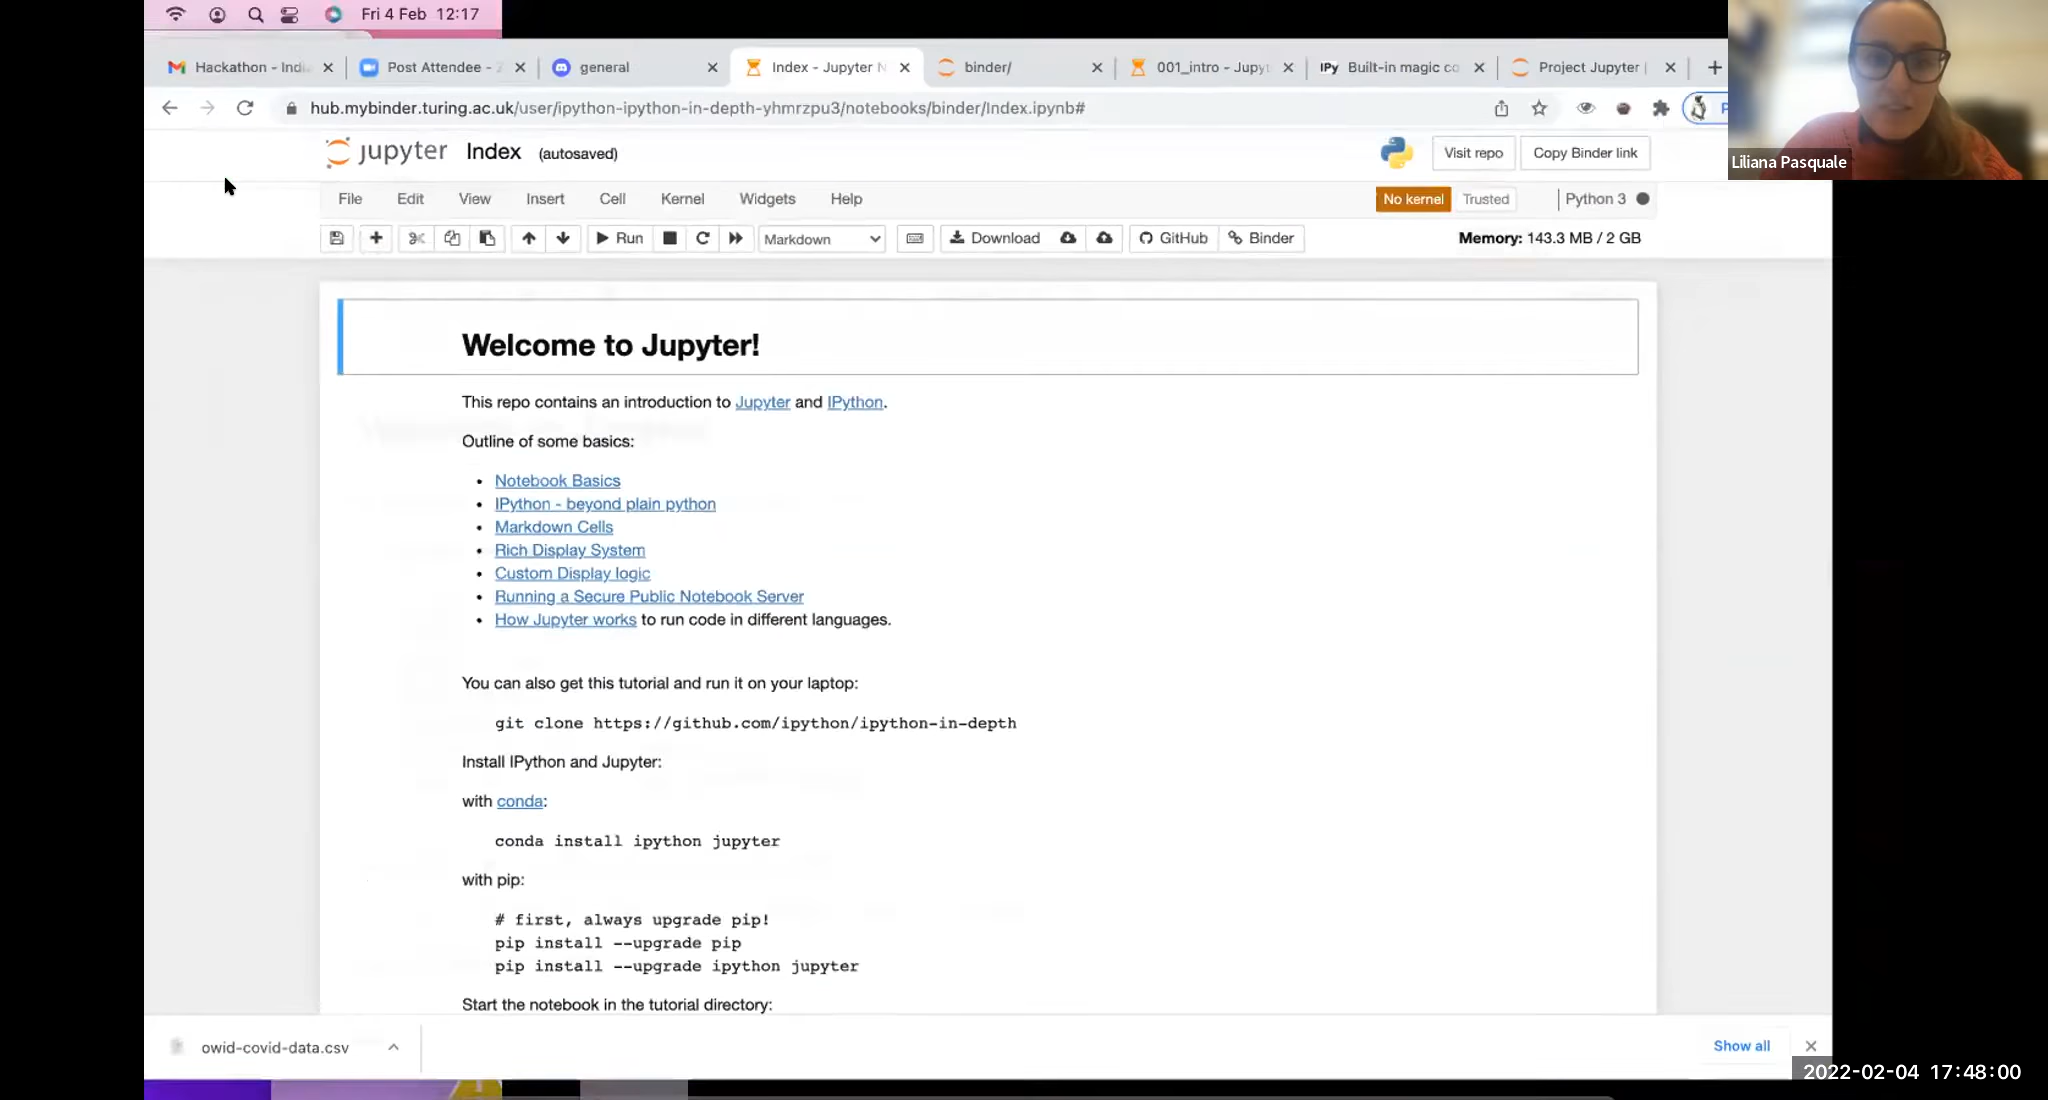 Fri 4 Feb 12:17
Hackathon - Indi
Post Attendee - Z
general
Index - Jupyter N
binder/
001_intro - Jupyt
IPy Built-in magic co
Project Jupyter |
hub.mybinder.turing.ac.uk/user/ipython-ipython-in-depth-yhmrzpu3/notebooks/binder/Index.ipynb#
Liliana Pasquale
jupyter Index (autosaved)
Visit repo
Copy Binder link
File Edit View Insert Cell Kernel Widgets Help
No kernel
Trusted
Python 3
Run
Markdown
Download
GitHub
Binder
Memory: 143.3 MB / 2 GB
Welcome to Jupyter!
This repo contains an introduction to Jupyter and IPython.
Outline of some basics:
• Notebook Basics
• IPython - beyond plain python
• Markdown Cells
• Rich Display System
• Custom Display logic
• Running a Secure Public Notebook Server
• How Jupyter works to run code in different languages.
You can also get this tutorial and run it on your laptop:
git clone https://github.com/ipython/ipython-in-depth
Install IPython and Jupyter:
with conda:
conda install ipython jupyter
with pip:
# first, always upgrade pip!
pip install --upgrade pip
pip install --upgrade ipython jupyter
Start the notebook in the tutorial directory:
owid-covid-data.csv
Show all
2022-02-04 17:48:00